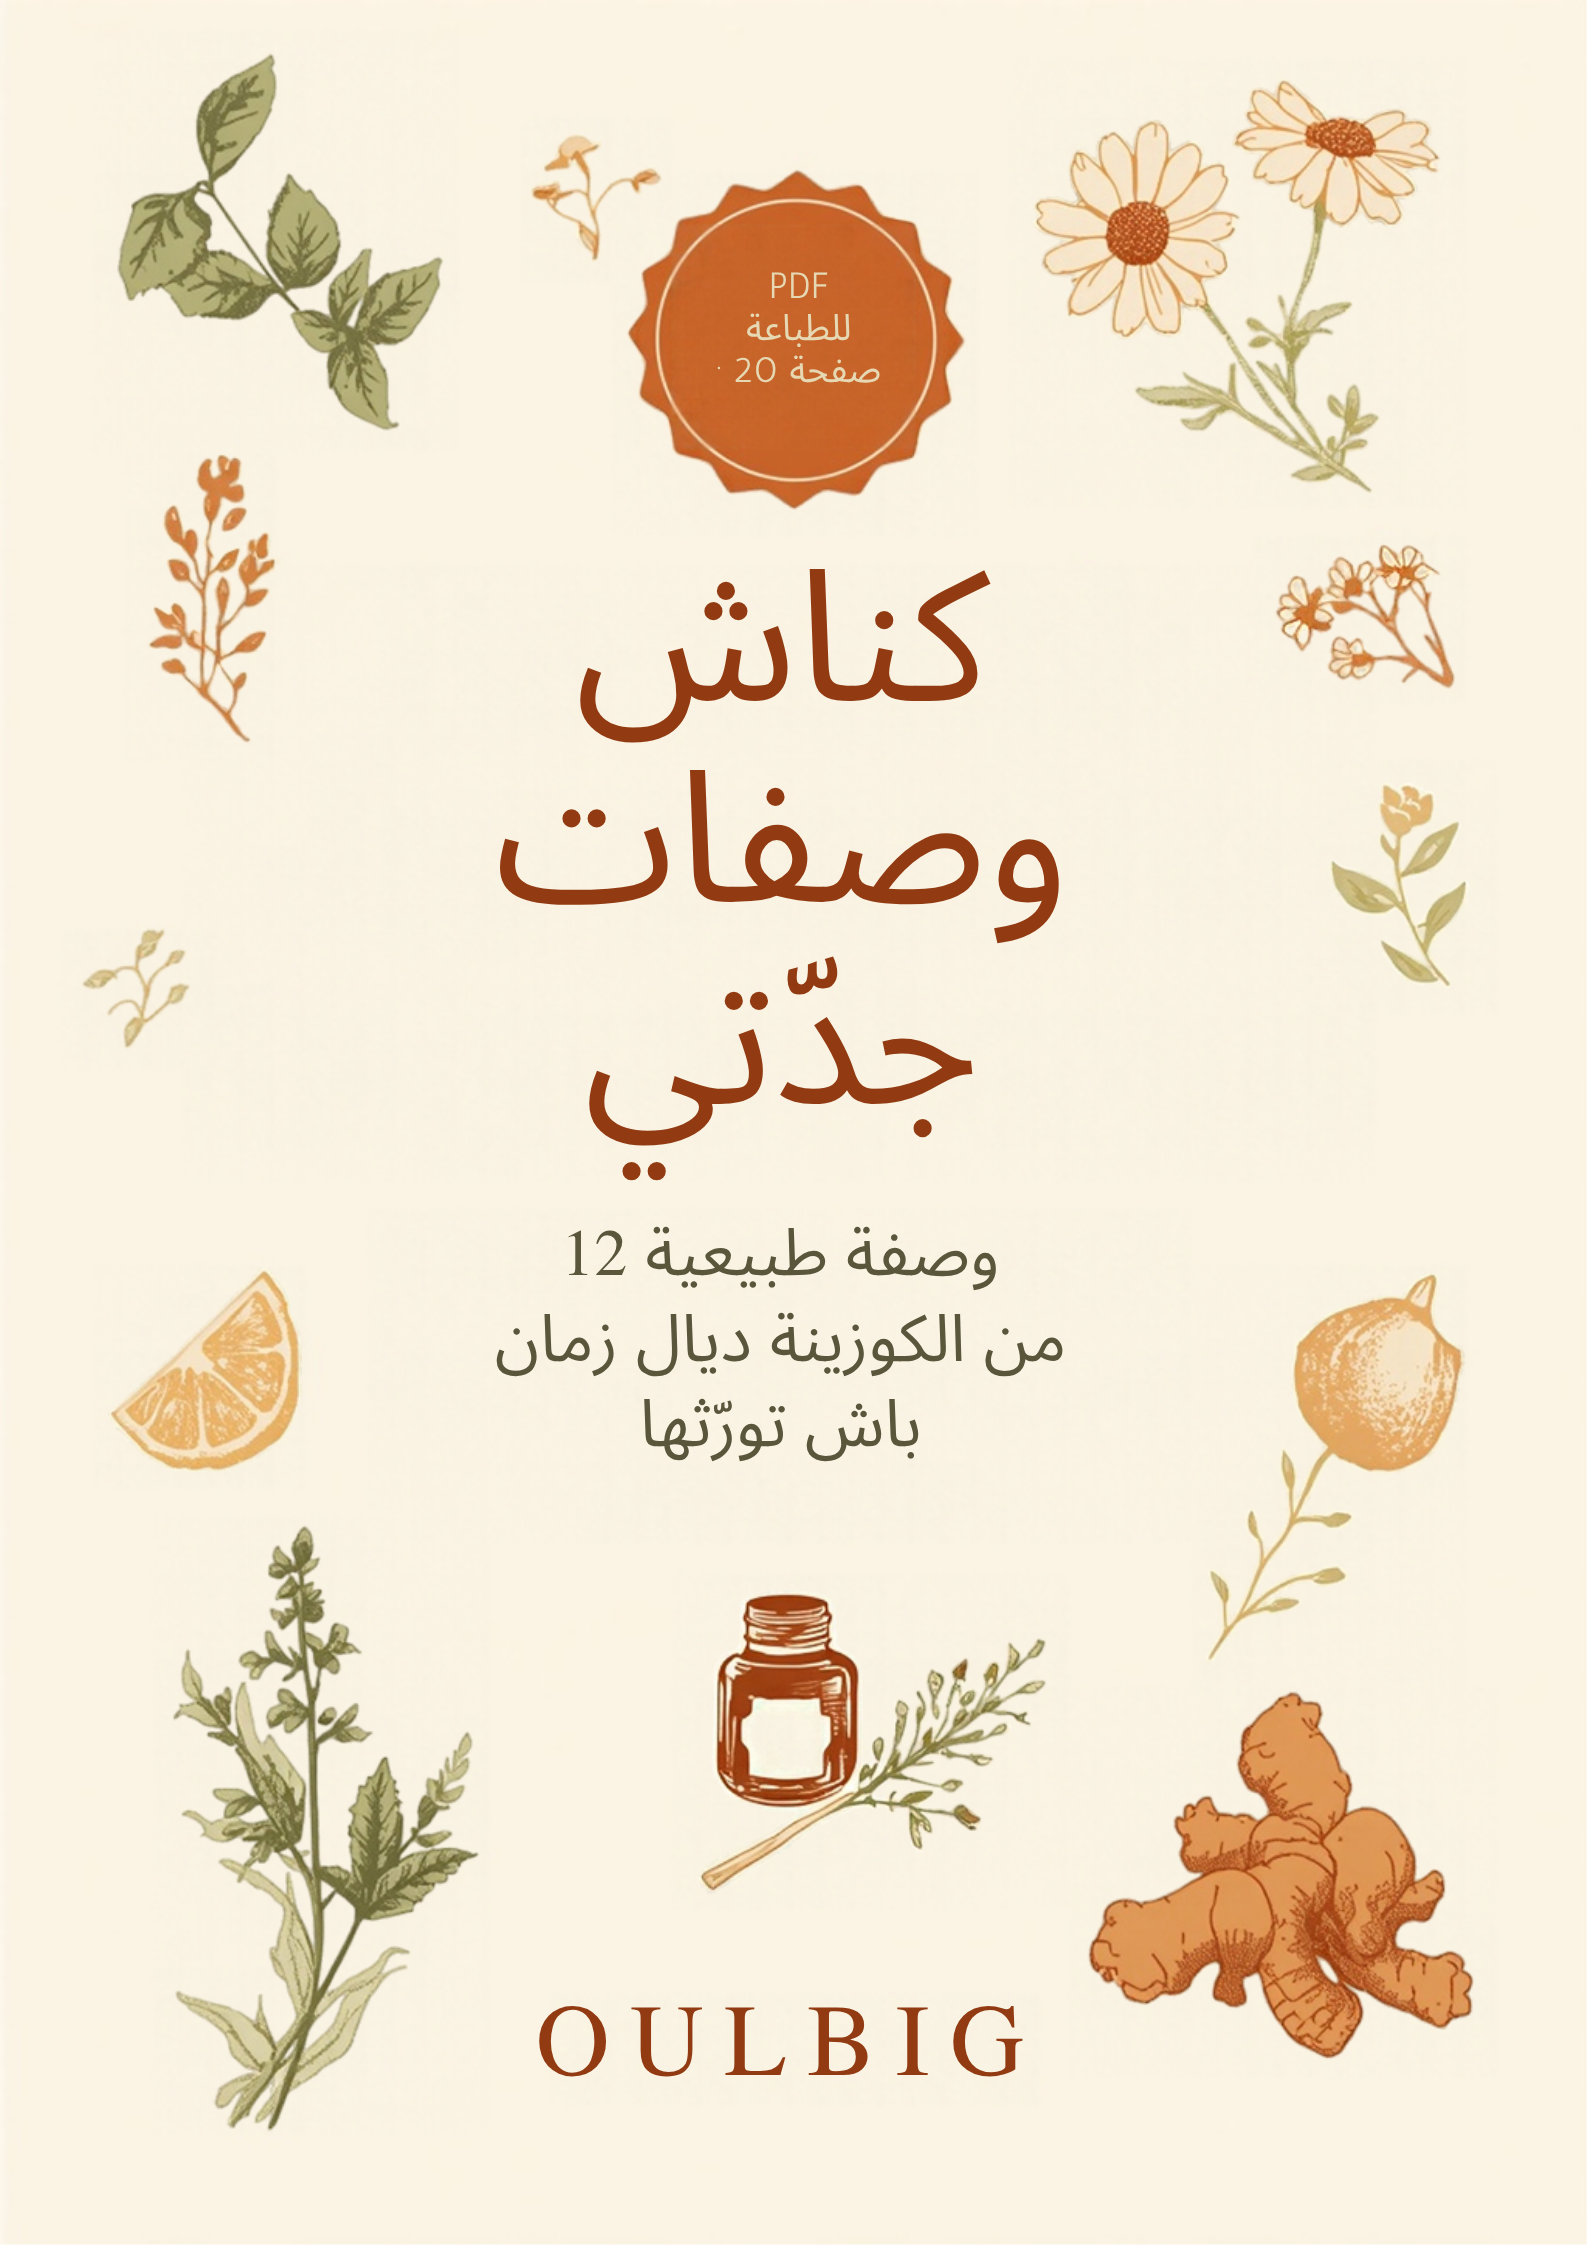 PDF
للطباعة
صفحة 20 ·
كناش
وصفات
جدّتي
وصفة طبيعية 12
من الكوزينة ديال زمان
باش تورّثها
OULBIG